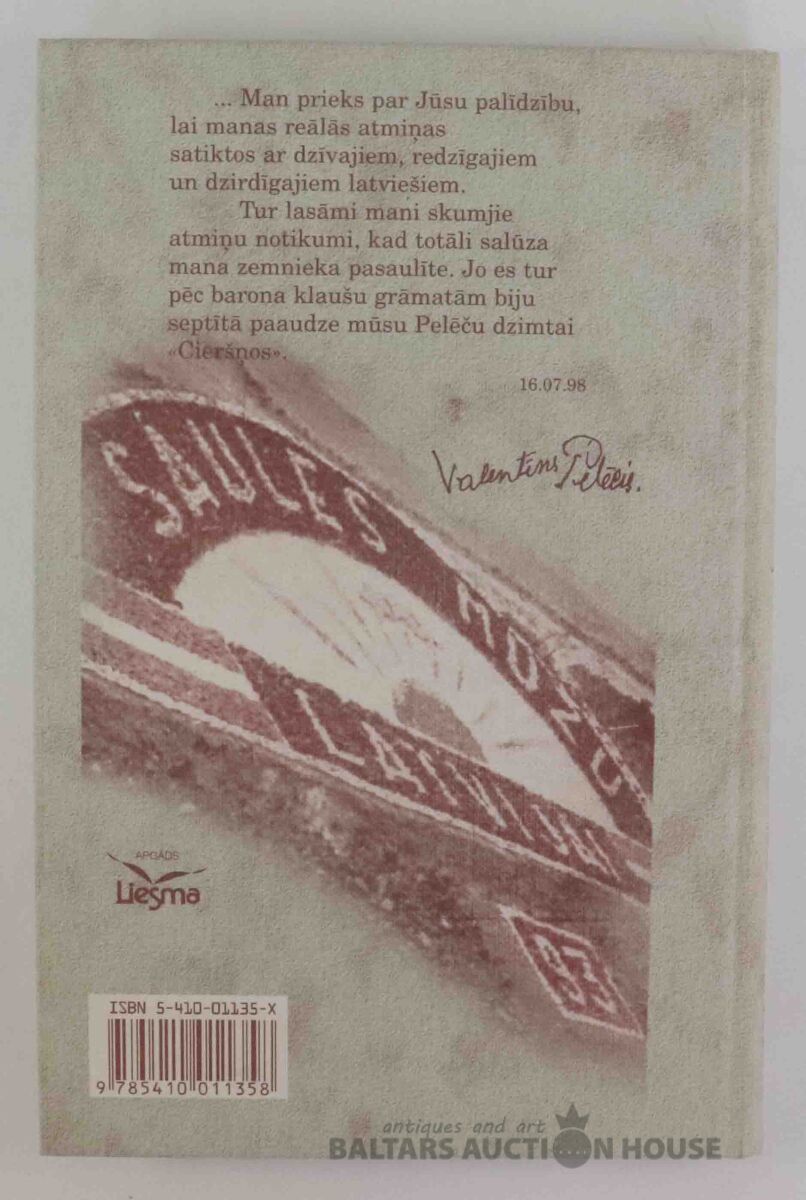 ... Man prieks par Jūsu palīdzību,
lai manas reālās atmiņas
satiktos ar dzīvajiem, redzīgajiem
un dzirdīgajiem latviešiem.
Tur lasāmi mani skumjie
atmiņu notikumi, kad totāli salūza
mana zemnieka pasaulīte. Jo es tur
pēc barona klaušu grāmatām biju
septītā paaudze mūsu Pelēču dzimtai
«Cieršņos».
16.07.98
Valentīns Pelēcis.
SAULES MŪŽU
LATVIJAI
93
APGĀDS
Liesma
ISBN 5-410-01135-X
9 785410 011358
antiques and art
BALTARS AUCTION HOUSE